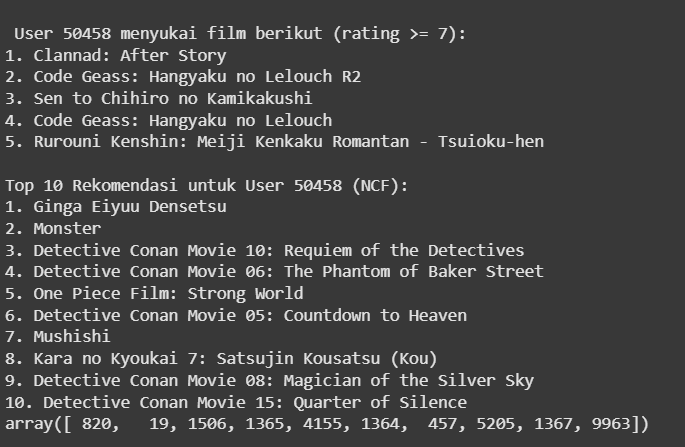 User 50458 menyukai film berikut (rating >= 7):
1. Clannad: After Story
2. Code Geass: Hangyaku no Lelouch R2
3. Sen to Chihiro no Kamikakushi
4. Code Geass: Hangyaku no Lelouch
5. Rurouni Kenshin: Meiji Kenkaku Romantan - Tsuioku-hen

Top 10 Rekomendasi untuk User 50458 (NCF):
1. Ginga Eiyuu Densetsu
2. Monster
3. Detective Conan Movie 10: Requiem of the Detectives
4. Detective Conan Movie 06: The Phantom of Baker Street
5. One Piece Film: Strong World
6. Detective Conan Movie 05: Countdown to Heaven
7. Mushishi
8. Kara no Kyoukai 7: Satsujin Kousatsu (Kou)
9. Detective Conan Movie 08: Magician of the Silver Sky
10. Detective Conan Movie 15: Quarter of Silence
array([ 820,   19, 1506, 1365, 4155, 1364,  457, 5205, 1367, 9963])